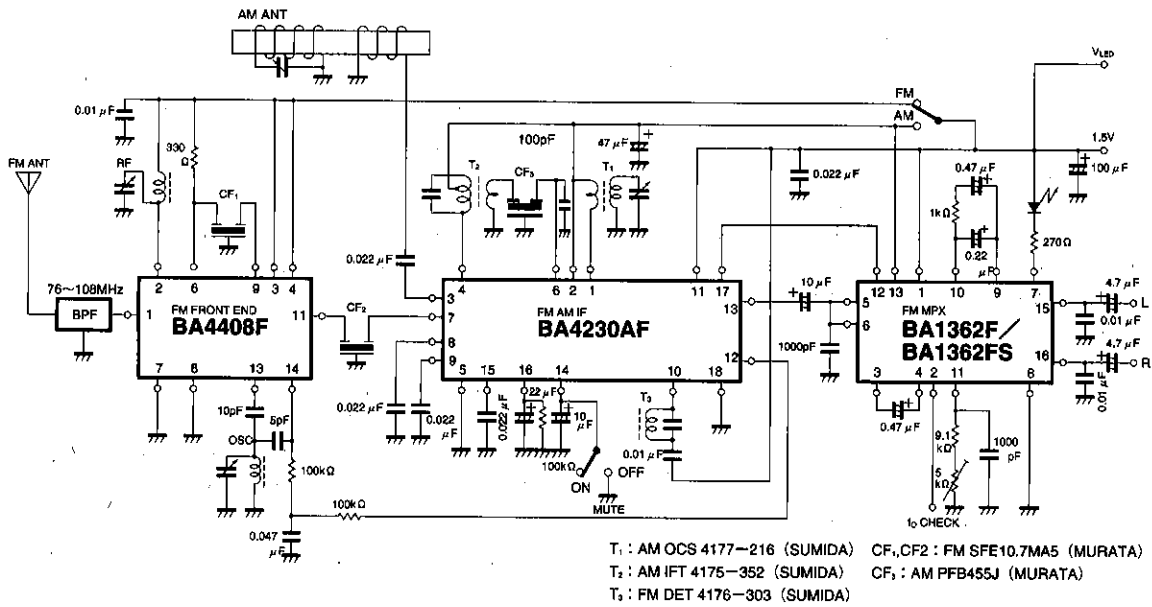 AM ANT
VLED
FM
AM
0.01 μF
330 Ω
100pF
47 μF
1.5V
100 μF
FM ANT
RF
CF₁
T₂
CF₃
T₁
0.022 μF
0.47 μF
1kΩ
0.22 μF
270Ω
0.022 μF
76~108MHz
BPF
2 6 9 3 4
1
FM FRONT END
BA4408F
11
7 8 13 14
CF₂
4 6 2 1 11 17
3
7
8
9
FM AM IF
BA4230AF
13
12
5 15 16 14 10 18
10 μF
1000pF
12 13 1 10 9 7
5
6
FM MPX
BA1362F/
BA1362FS
15
16
3 4 2 11 8
4.7 μF
L
0.01 μF
4.7 μF
R
0.01 μF
10pF
5pF
OSC
100kΩ
0.047 μF
100kΩ
0.022 μF
0.022 μF
0.022 μF
22 μF
10 μF
100kΩ
ON
OFF
MUTE
T₃
0.01 μF
0.47 μF
9.1 kΩ
5 kΩ
1000 pF
f₀ CHECK
T₁ : AM OCS 4177-216 (SUMIDA) CF₁,CF2 : FM SFE10.7MA5 (MURATA)
T₂ : AM IFT 4175-352 (SUMIDA) CF₃ : AM PFB455J (MURATA)
T₃ : FM DET 4176-303 (SUMIDA)